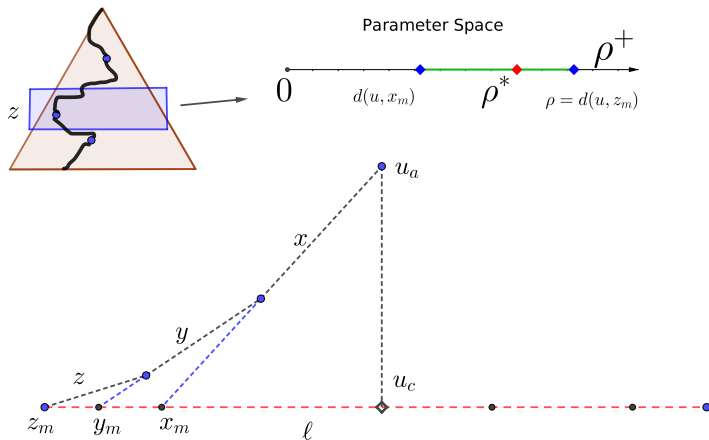 Parameter Space
ρ⁺
0
d(u, x_m)
ρ*
ρ = d(u, z_m)
z
u_a
x
y
z
u_c
z_m
y_m
x_m
ℓ